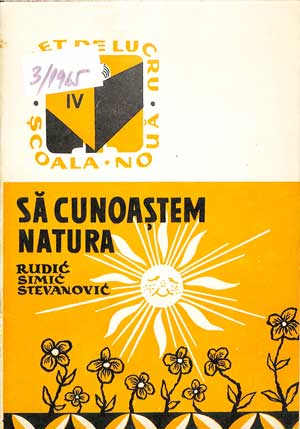 ET DE LUCRU
3/1965
IV
ȘCOALA · NOUĂ
SĂ CUNOAȘTEM
NATURA
RUDIĆ
SIMIĆ
STEVANOVIĆ